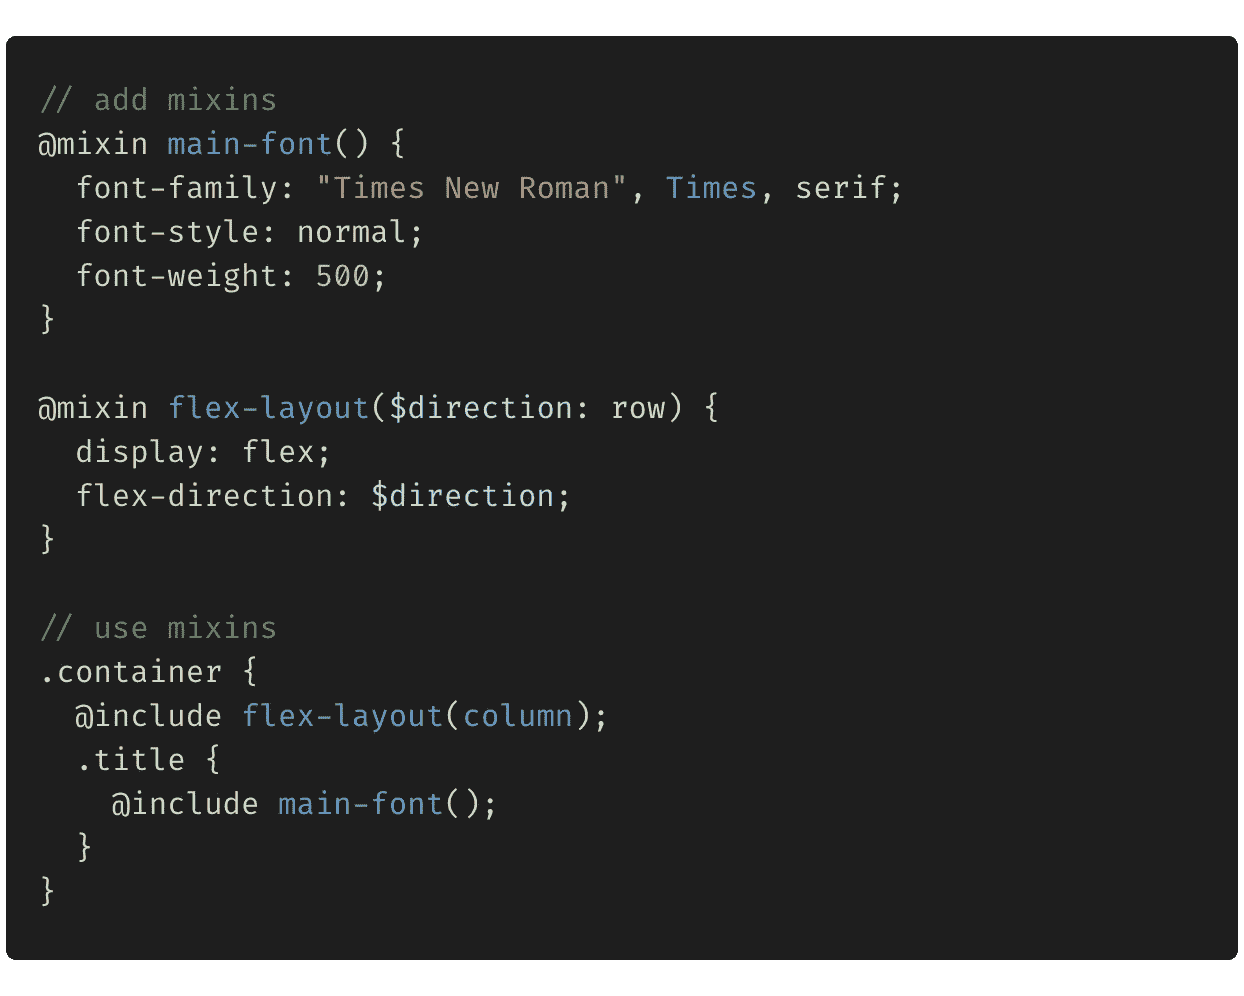 // add mixins
@mixin main-font() {
  font-family: "Times New Roman", Times, serif;
  font-style: normal;
  font-weight: 500;
}

@mixin flex-layout($direction: row) {
  display: flex;
  flex-direction: $direction;
}

// use mixins
.container {
  @include flex-layout(column);
  .title {
    @include main-font();
  }
}